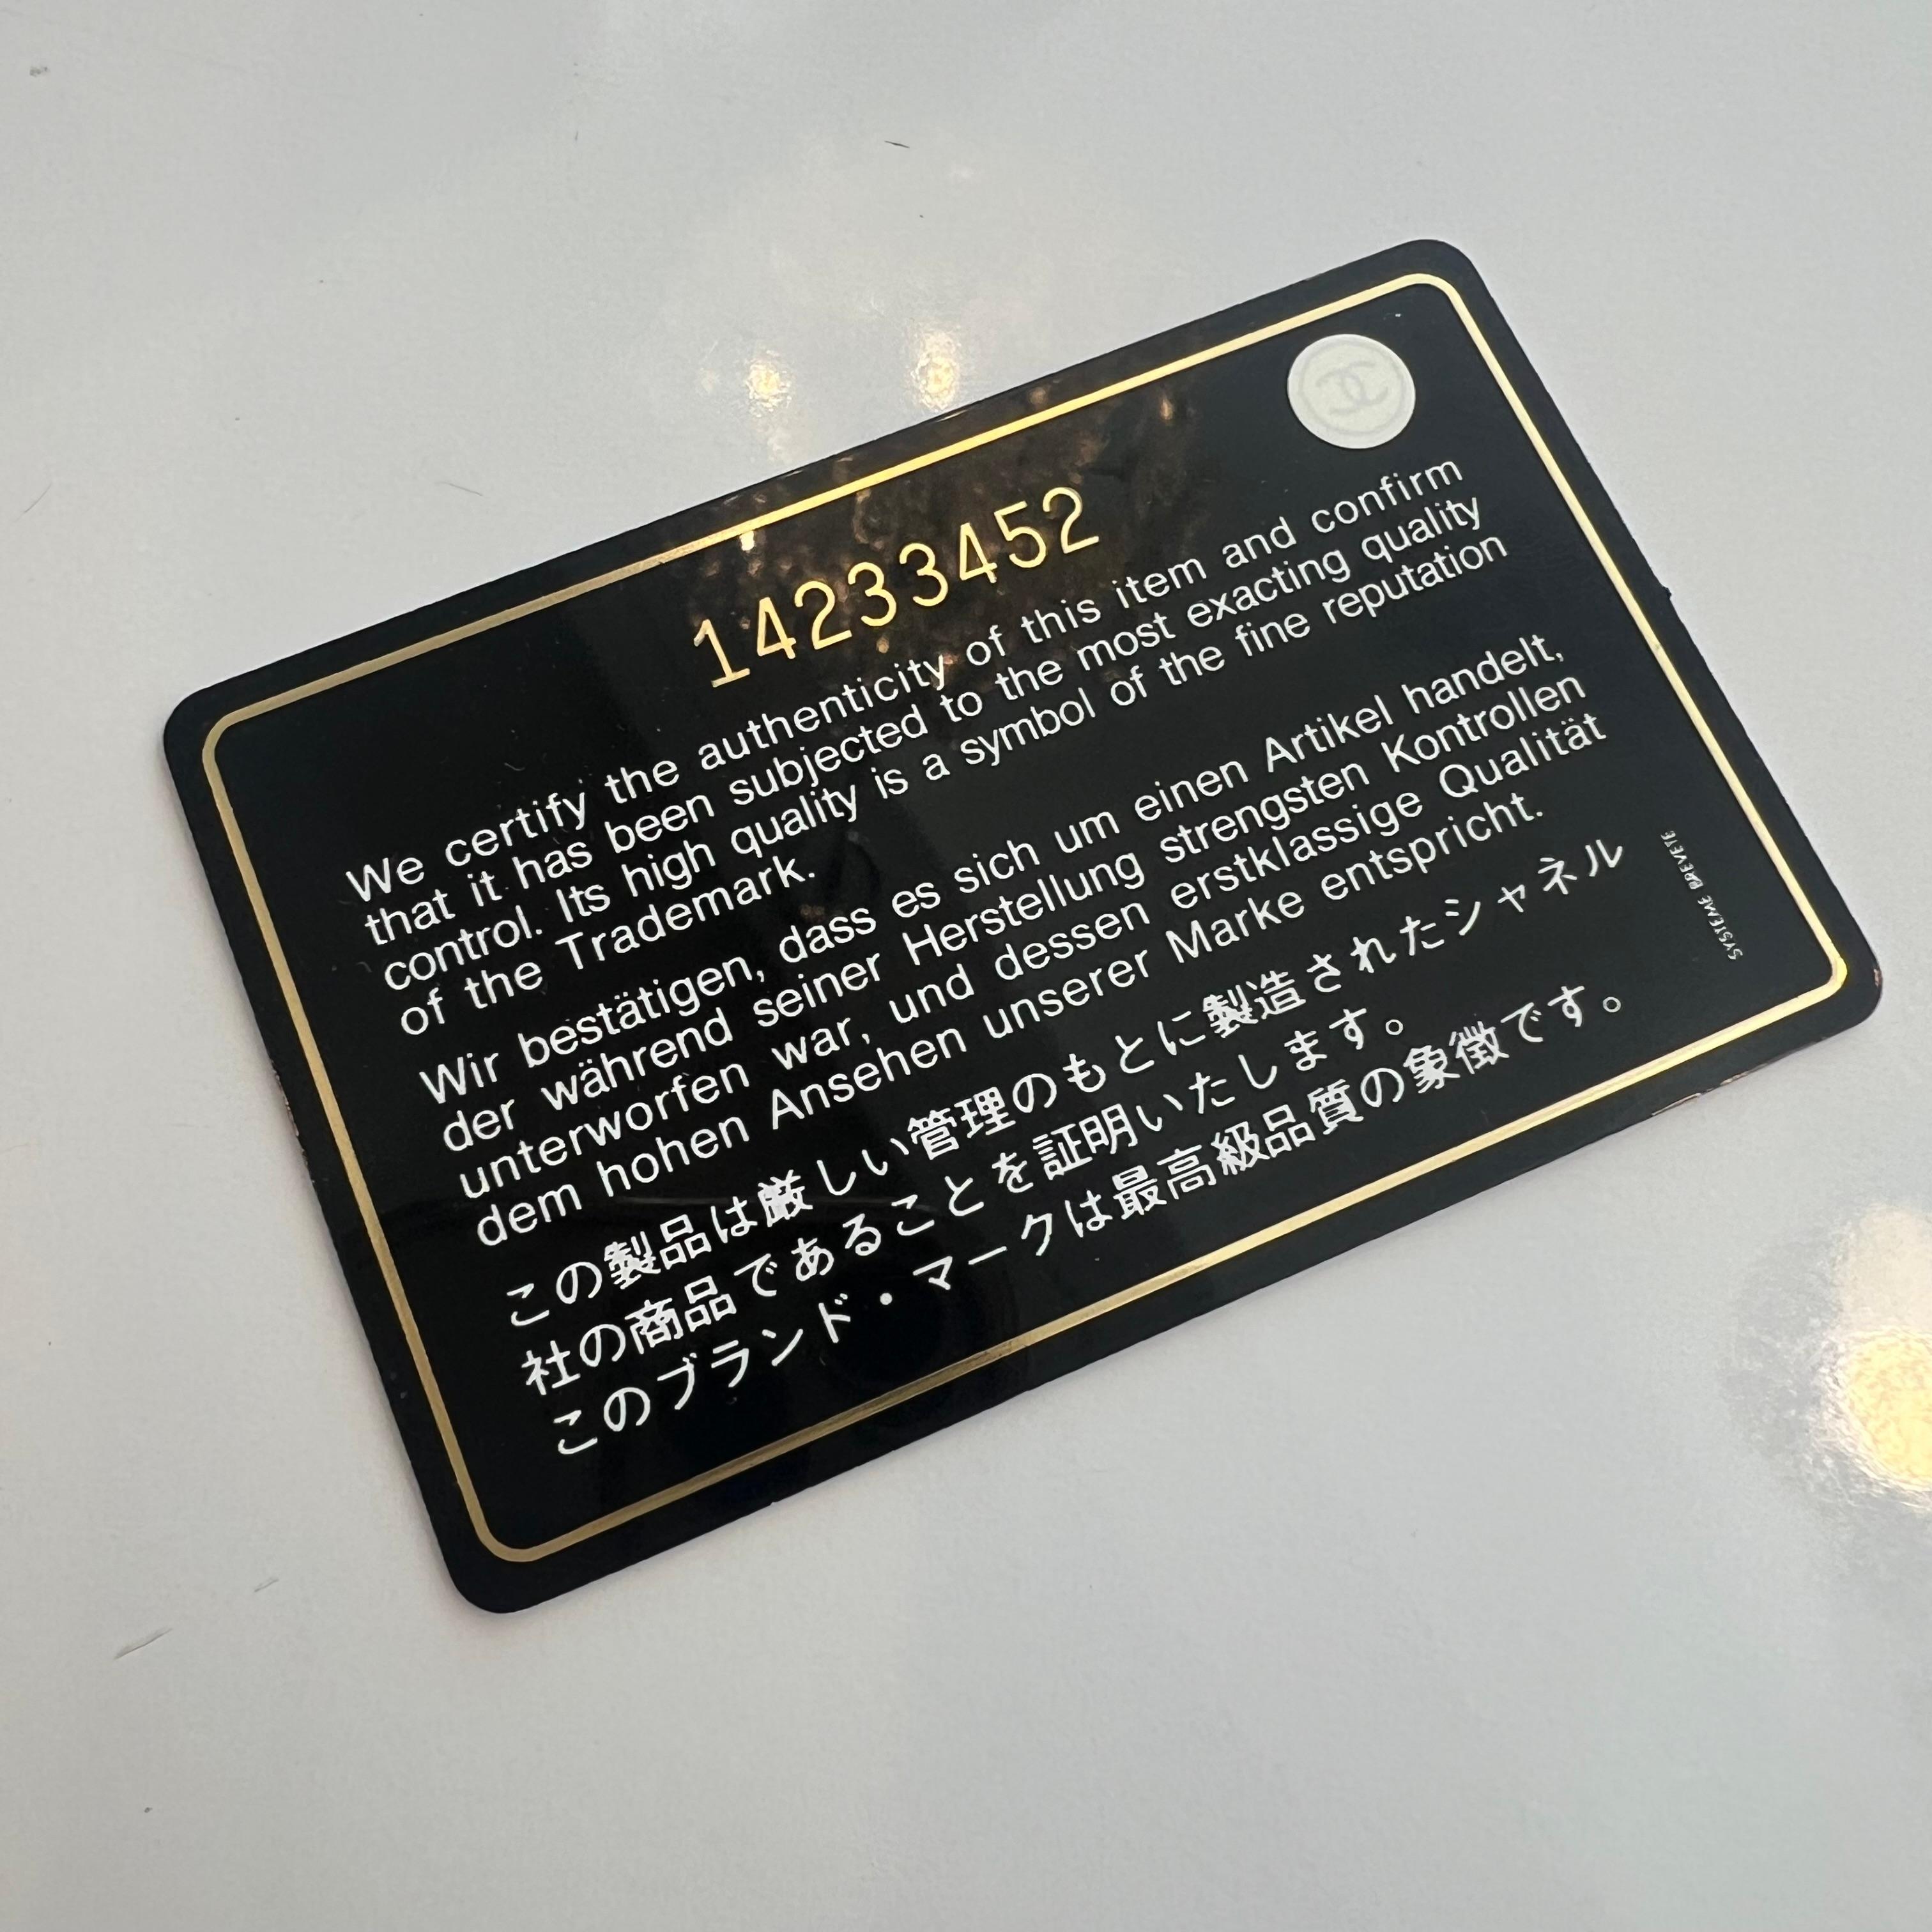 14233452
We certify the authenticity of this item and confirm
that it has been subjected to the most exacting quality
control. Its high quality is a symbol of the fine reputation
of the Trademark.
Wir bestätigen, dass es sich um einen Artikel handelt,
der während seiner Herstellung strengsten Kontrollen
unterworfen war, und dessen erstklassige Qualität
dem hohen Ansehen unserer Marke entspricht.
この製品は厳しい管理のもとに製造されたシャネル
社の商品であることを証明いたします。
このブランド・マークは最高級品質の象徴です。
SYSTEME BREVETE